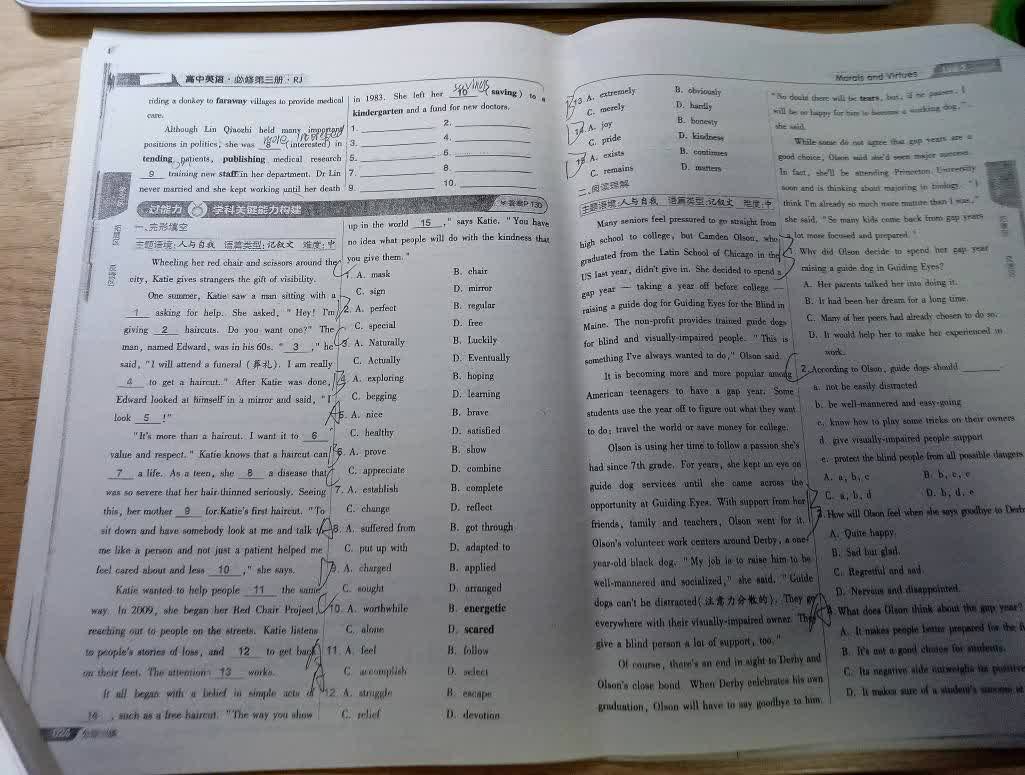 高中英语·必修第三册·RJ
riding a donkey to faraway villages to provide medical
care.
Although Lin Qiaozhi held many important
positions in politics, she was (interested) in
tending patients, publishing medical research
9 training new staff in her department. Dr Lin
never married and she kept working until her death
in 1983. She left her savings 10 (saving) to a
kindergarten and a fund for new doctors.
1. 2.
3. 4.
5. 6.
7. 8.
9. 10.
过能力 学科关键能力构建
答案P130
一、完形填空
主题语境:人与自我 语篇类型:记叙文 难度:中
Wheeling her red chair and scissors around the
city, Katie gives strangers the gift of visibility.
One summer, Katie saw a man sitting with a
1 asking for help. She asked, "Hey! I'm
giving 2 haircuts. Do you want one?" The
man, named Edward, was in his 60s. "3," he
said, "I will attend a funeral (葬礼). I am really
4 to get a haircut." After Katie was done,
Edward looked at himself in a mirror and said, "I
look 5!"
"It's more than a haircut. I want it to 6
value and respect." Katie knows that a haircut can
7 a life. As a teen, she 8 a disease that
was so severe that her hair thinned seriously. Seeing
this, her mother 9 for Katie's first haircut. "To
sit down and have somebody look at me and talk to
me like a person and not just a patient helped me
feel cared about and less 10," she says.
Katie wanted to help people 11 the same
way. In 2009, she began her Red Chair Project,
reaching out to people on the streets. Katie listens
to people's stories of loss, and 12 to get back
on their feet. The attention 13 works.
It all began with a belief in simple acts of
14, such as a free haircut. "The way you show
026
up in the world 15," says Katie. "You have
no idea what people will do with the kindness that
you give them."
1. A. mask B. chair
C. sign D. mirror
2. A. perfect B. regular
C. special D. free
3. A. Naturally B. Luckily
C. Actually D. Eventually
4. A. exploring B. hoping
C. begging D. learning
5. A. nice B. brave
C. healthy D. satisfied
6. A. prove B. show
C. appreciate D. combine
7. A. establish B. complete
C. change D. reflect
8. A. suffered from B. got through
C. put up with D. adapted to
9. A. charged B. applied
C. sought D. arranged
10. A. worthwhile B. energetic
C. alone D. scared
11. A. feel B. follow
C. accomplish D. select
12. A. struggle B. escape
C. relief D. devotion
Morals and Virtues
13. A. extremely B. obviously
C. merely D. hardly
14. A. joy B. honesty
C. pride D. kindness
15. A. exists B. continues
C. remains D. matters
二、阅读理解
主题语境:人与自我 语篇类型:记叙文 难度:中
Many seniors feel pressured to go straight from
high school to college, but Camden Olson, who
graduated from the Latin School of Chicago in the
US last year, didn't give in. She decided to spend a
gap year — taking a year off before college —
raising a guide dog for Guiding Eyes for the Blind in
Maine. The non-profit provides trained guide dogs
for blind and visually-impaired people. "This is
something I've always wanted to do," Olson said.
It is becoming more and more popular among
American teenagers to have a gap year. Some
students use the year off to figure out what they want
to do; travel the world or save money for college.
Olson is using her time to follow a passion she's
had since 7th grade. For years, she kept an eye on
guide dog services until she came across the
opportunity at Guiding Eyes. With support from her
friends, family and teachers, Olson went for it.
Olson's volunteer work centers around Derby, a one-
year-old black dog. "My job is to raise him to be
well-mannered and socialized," she said. "Guide
dogs can't be distracted(注意力分散的). They go
everywhere with their visually-impaired owner. They
give a blind person a lot of support, too."
Of course, there's an end in sight to Derby and
Olson's close bond. When Derby celebrates his own
graduation, Olson will have to say goodbye to him.
"No doubt there will be tears, but, if he passes, I
will be so happy for him to become a working dog,"
she said.
While some do not agree that gap years are a
good choice, Olson said she'd seen major success.
In fact, she'll be attending Princeton University
soon and is thinking about majoring in biology. "I
think I'm already so much more mature than I was,"
she said. "So many kids come back from gap years
a lot more focused and prepared."
Why did Olson decide to spend her gap year
raising a guide dog in Guiding Eyes?
A. Her parents talked her into doing it.
B. It had been her dream for a long time.
C. Many of her peers had already chosen to do so.
D. It would help her to make her experienced in
work.
2. According to Olson, guide dogs should
a. not be easily distracted
b. be well-mannered and easy-going
c. know how to play some tricks on their owners
d. give visually-impaired people support
e. protect the blind people from all possible dangers
A. a, b, c B. b, c, e
C. a, b, d D. b, d, e
3. How will Olson feel when she says goodbye to Derby
A. Quite happy.
B. Sad but glad.
C. Regretful and sad.
D. Nervous and disappointed.
4. What does Olson think about the gap year?
A. It makes people better prepared for the
B. It's not a good choice for students.
C. Its negative side outweighs its positive
D. It makes sure of a student's success